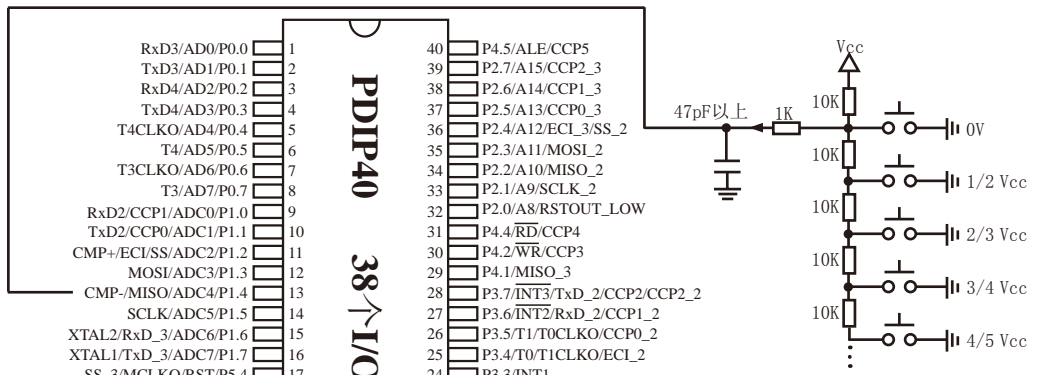 RxD3/AD0/P0.0 1
TxD3/AD1/P0.1 2
RxD4/AD2/P0.2 3
TxD4/AD3/P0.3 4
T4CLKO/AD4/P0.4 5
T4/AD5/P0.5 6
T3CLKO/AD6/P0.6 7
T3/AD7/P0.7 8
RxD2/CCP1/ADC0/P1.0 9
TxD2/CCP0/ADC1/P1.1 10
CMP+/ECI/SS/ADC2/P1.2 11
MOSI/ADC3/P1.3 12
CMP-/MISO/ADC4/P1.4 13
SCLK/ADC5/P1.5 14
XTAL2/RxD_3/ADC6/P1.6 15
XTAL1/TxD_3/ADC7/P1.7 16
SS_3/MCLKO/RST/P5.4 17
PDIP40
38个I/O
40 P4.5/ALE/CCP5
39 P2.7/A15/CCP2_3
38 P2.6/A14/CCP1_3
37 P2.5/A13/CCP0_3
36 P2.4/A12/ECI_3/SS_2
35 P2.3/A11/MOSI_2
34 P2.2/A10/MISO_2
33 P2.1/A9/SCLK_2
32 P2.0/A8/RSTOUT_LOW
31 P4.4/RD/CCP4
30 P4.2/WR/CCP3
29 P4.1/MISO_3
28 P3.7/INT3/TxD_2/CCP2/CCP2_2
27 P3.6/INT2/RxD_2/CCP1_2
26 P3.5/T1/T0CLKO/CCP0_2
25 P3.4/T0/T1CLKO/ECI_2
24 P3.3/INT1
47pF以上
1K
Vcc
10K
0V
10K
1/2 Vcc
10K
2/3 Vcc
10K
3/4 Vcc
10K
4/5 Vcc